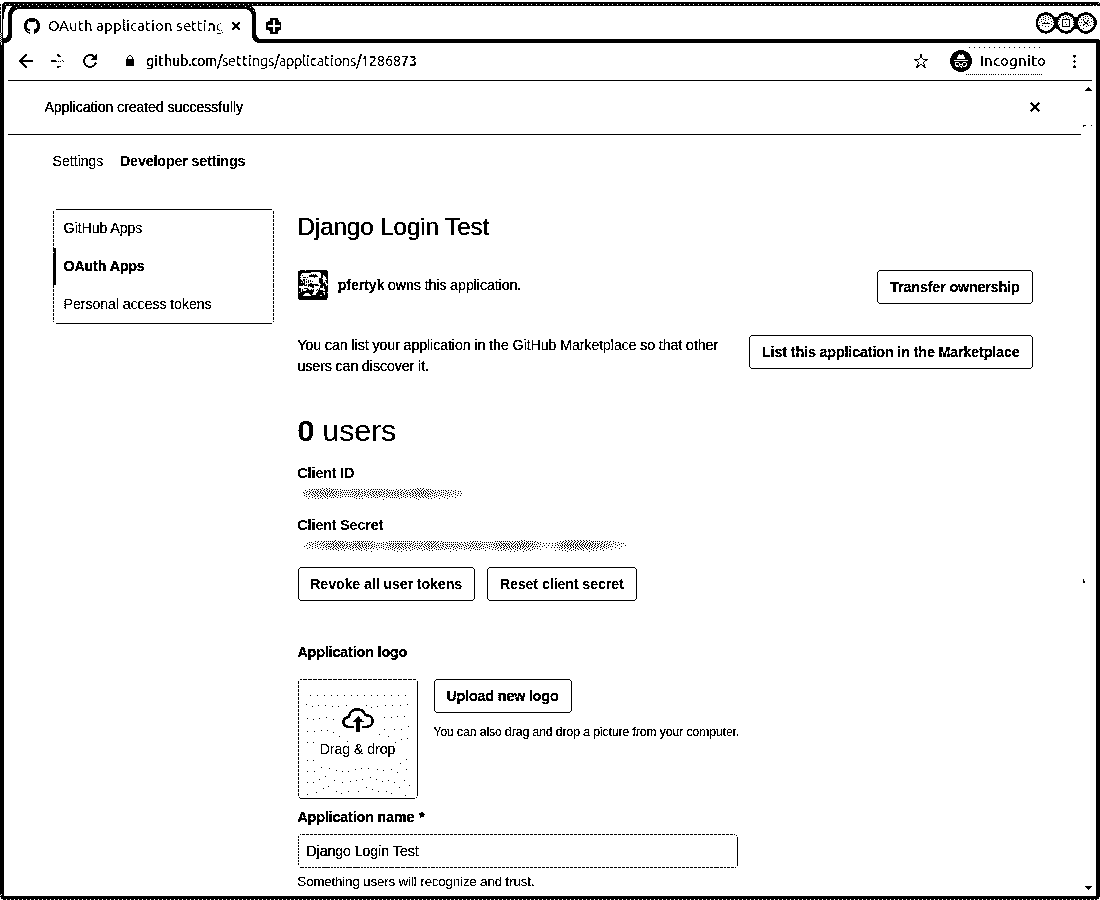 OAuth application setting
github.com/settings/applications/1286873
Incognito
Application created successfully
Settings Developer settings
GitHub Apps
OAuth Apps
Personal access tokens
Django Login Test
pfertyk owns this application.
Transfer ownership
You can list your application in the GitHub Marketplace so that other
users can discover it.
List this application in the Marketplace
0 users
Client ID
Client Secret
Revoke all user tokens
Reset client secret
Application logo
Drag & drop
Upload new logo
You can also drag and drop a picture from your computer.
Application name *
Django Login Test
Something users will recognize and trust.